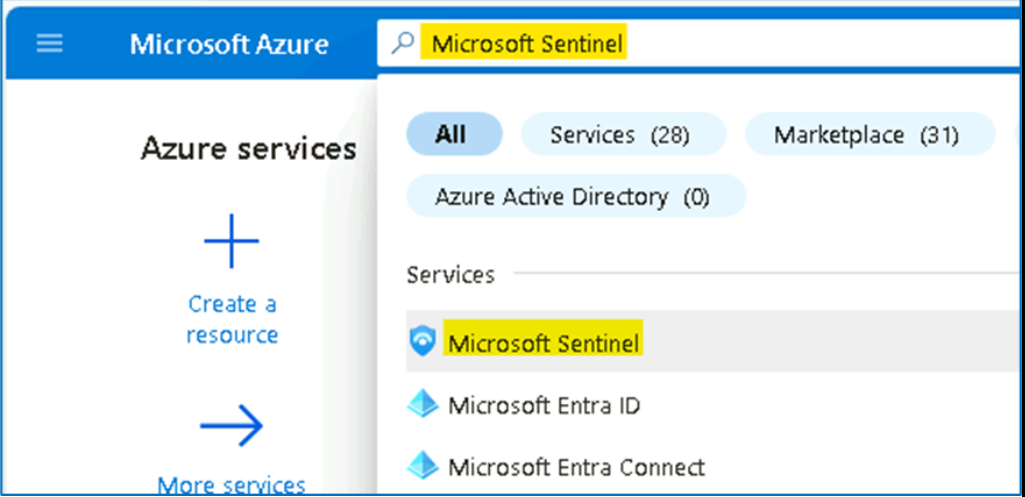 Microsoft Azure
Microsoft Sentinel
Azure services
All
Services (28)
Marketplace (31)
Azure Active Directory (0)
Create a
resource
Services
Microsoft Sentinel
Microsoft Entra ID
Microsoft Entra Connect
More services